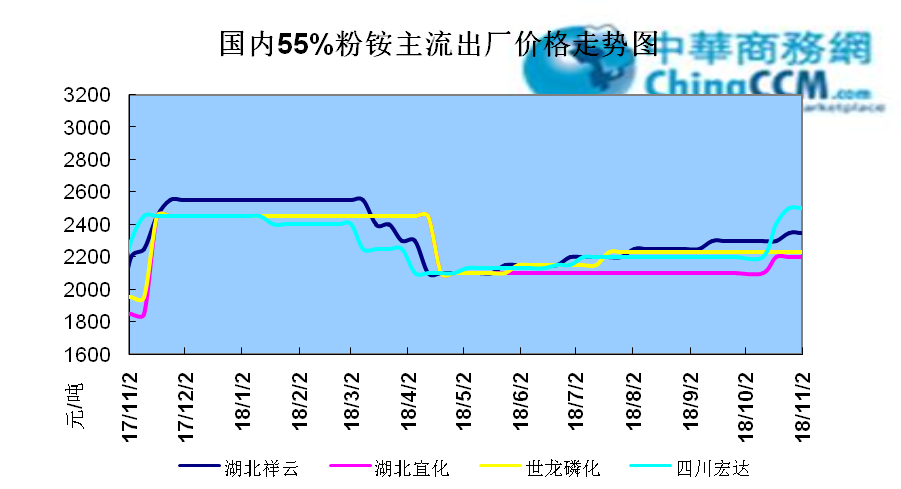 国内55%粉铵主流出厂价格走势图
中華商務網
ChinaCCM.com
marketplace
3200
3000
2800
2600
2400
2200
2000
1800
1600
元/吨
17/11/2
17/12/2
18/1/2
18/2/2
18/3/2
18/4/2
18/5/2
18/6/2
18/7/2
18/8/2
18/9/2
18/10/2
18/11/2
湖北祥云
湖北宜化
世龙磷化
四川宏达